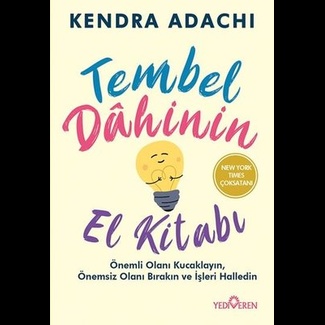 KENDRA ADACHI
Tembel
Dâhinin
El Kitabı
NEW YORK
TIMES
ÇOKSATANI
Önemli Olanı Kucaklayın,
Önemsiz Olanı Bırakın ve İşleri Halledin
YEDİVEREN